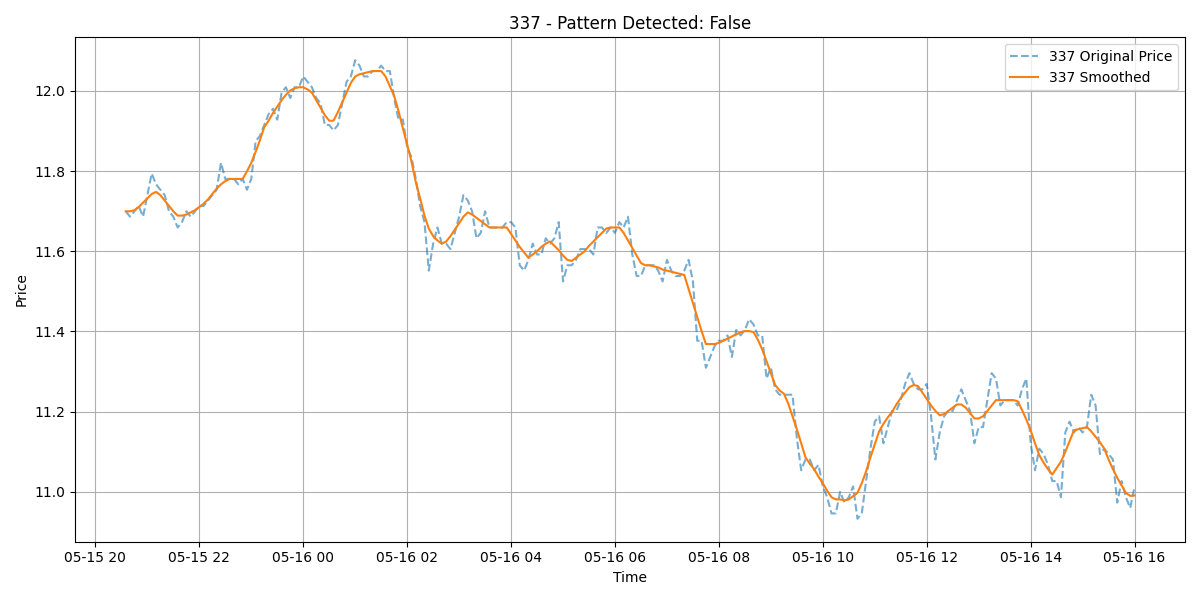 337 - Pattern Detected: False
337 Original Price
337 Smoothed
Price
12.0
11.8
11.6
11.4
11.2
11.0
05-15 20 05-15 22 05-16 00 05-16 02 05-16 04 05-16 06 05-16 08 05-16 10 05-16 12 05-16 14 05-16 16
Time